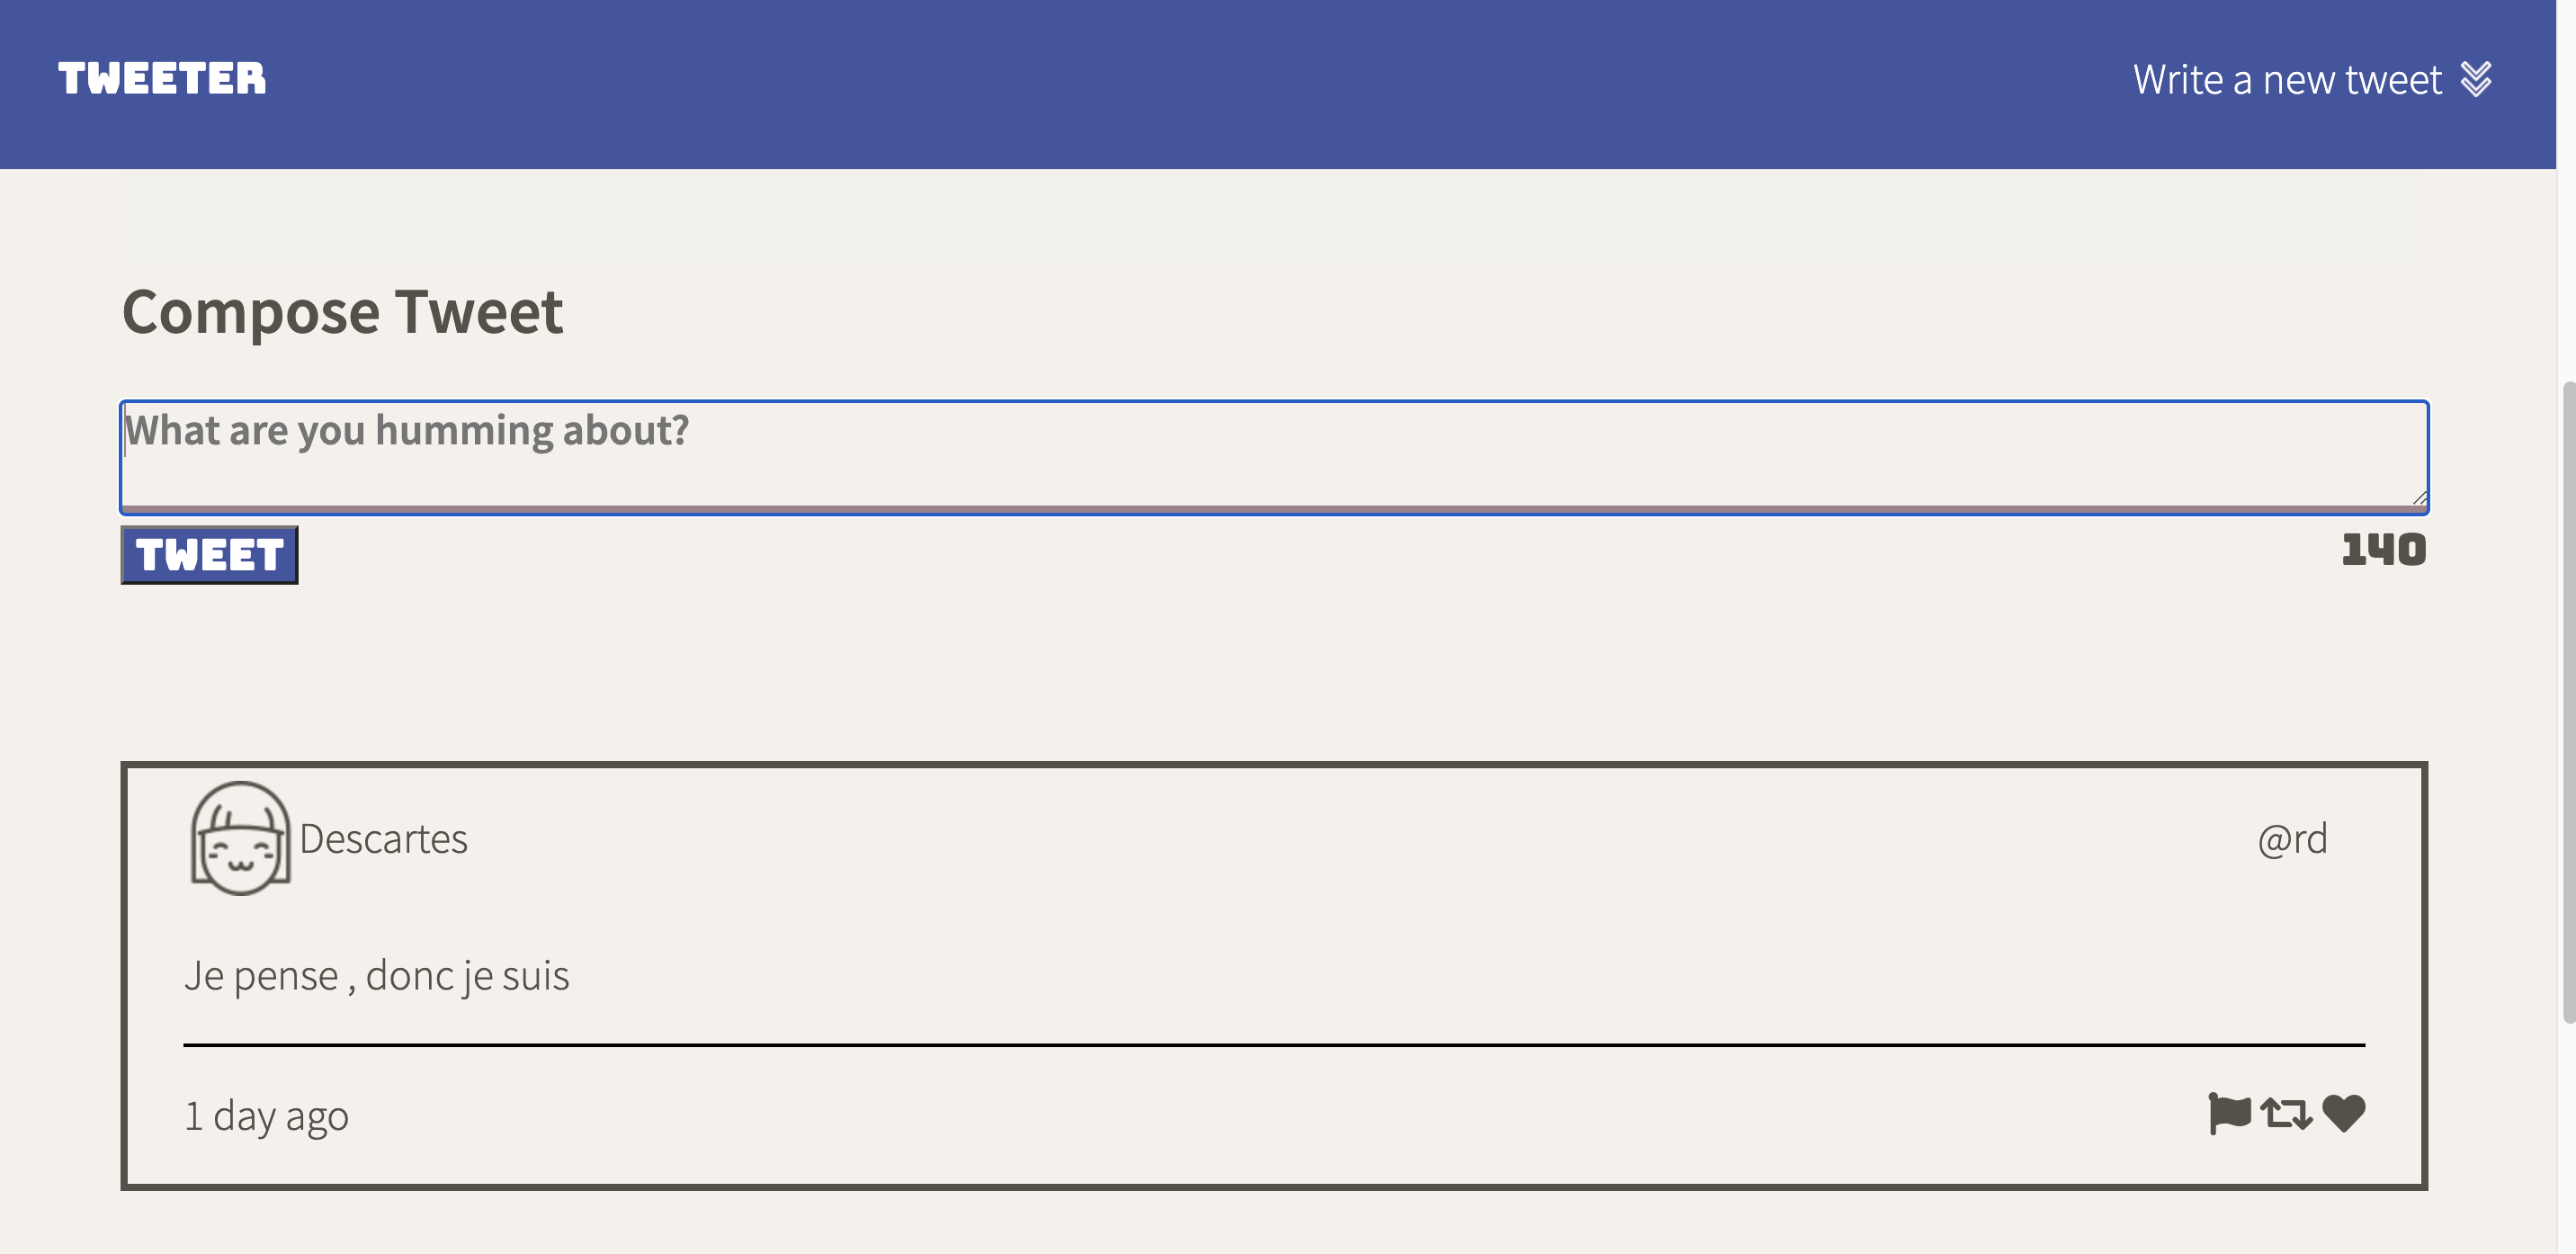 TWEETER
Write a new tweet
Compose Tweet
What are you humming about?
TWEET
140
Descartes
@rd
Je pense , donc je suis
1 day ago